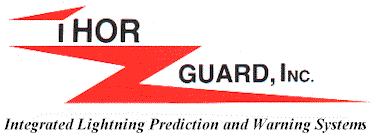 THOR
GUARD, INC.
Integrated Lightning Prediction and Warning Systems